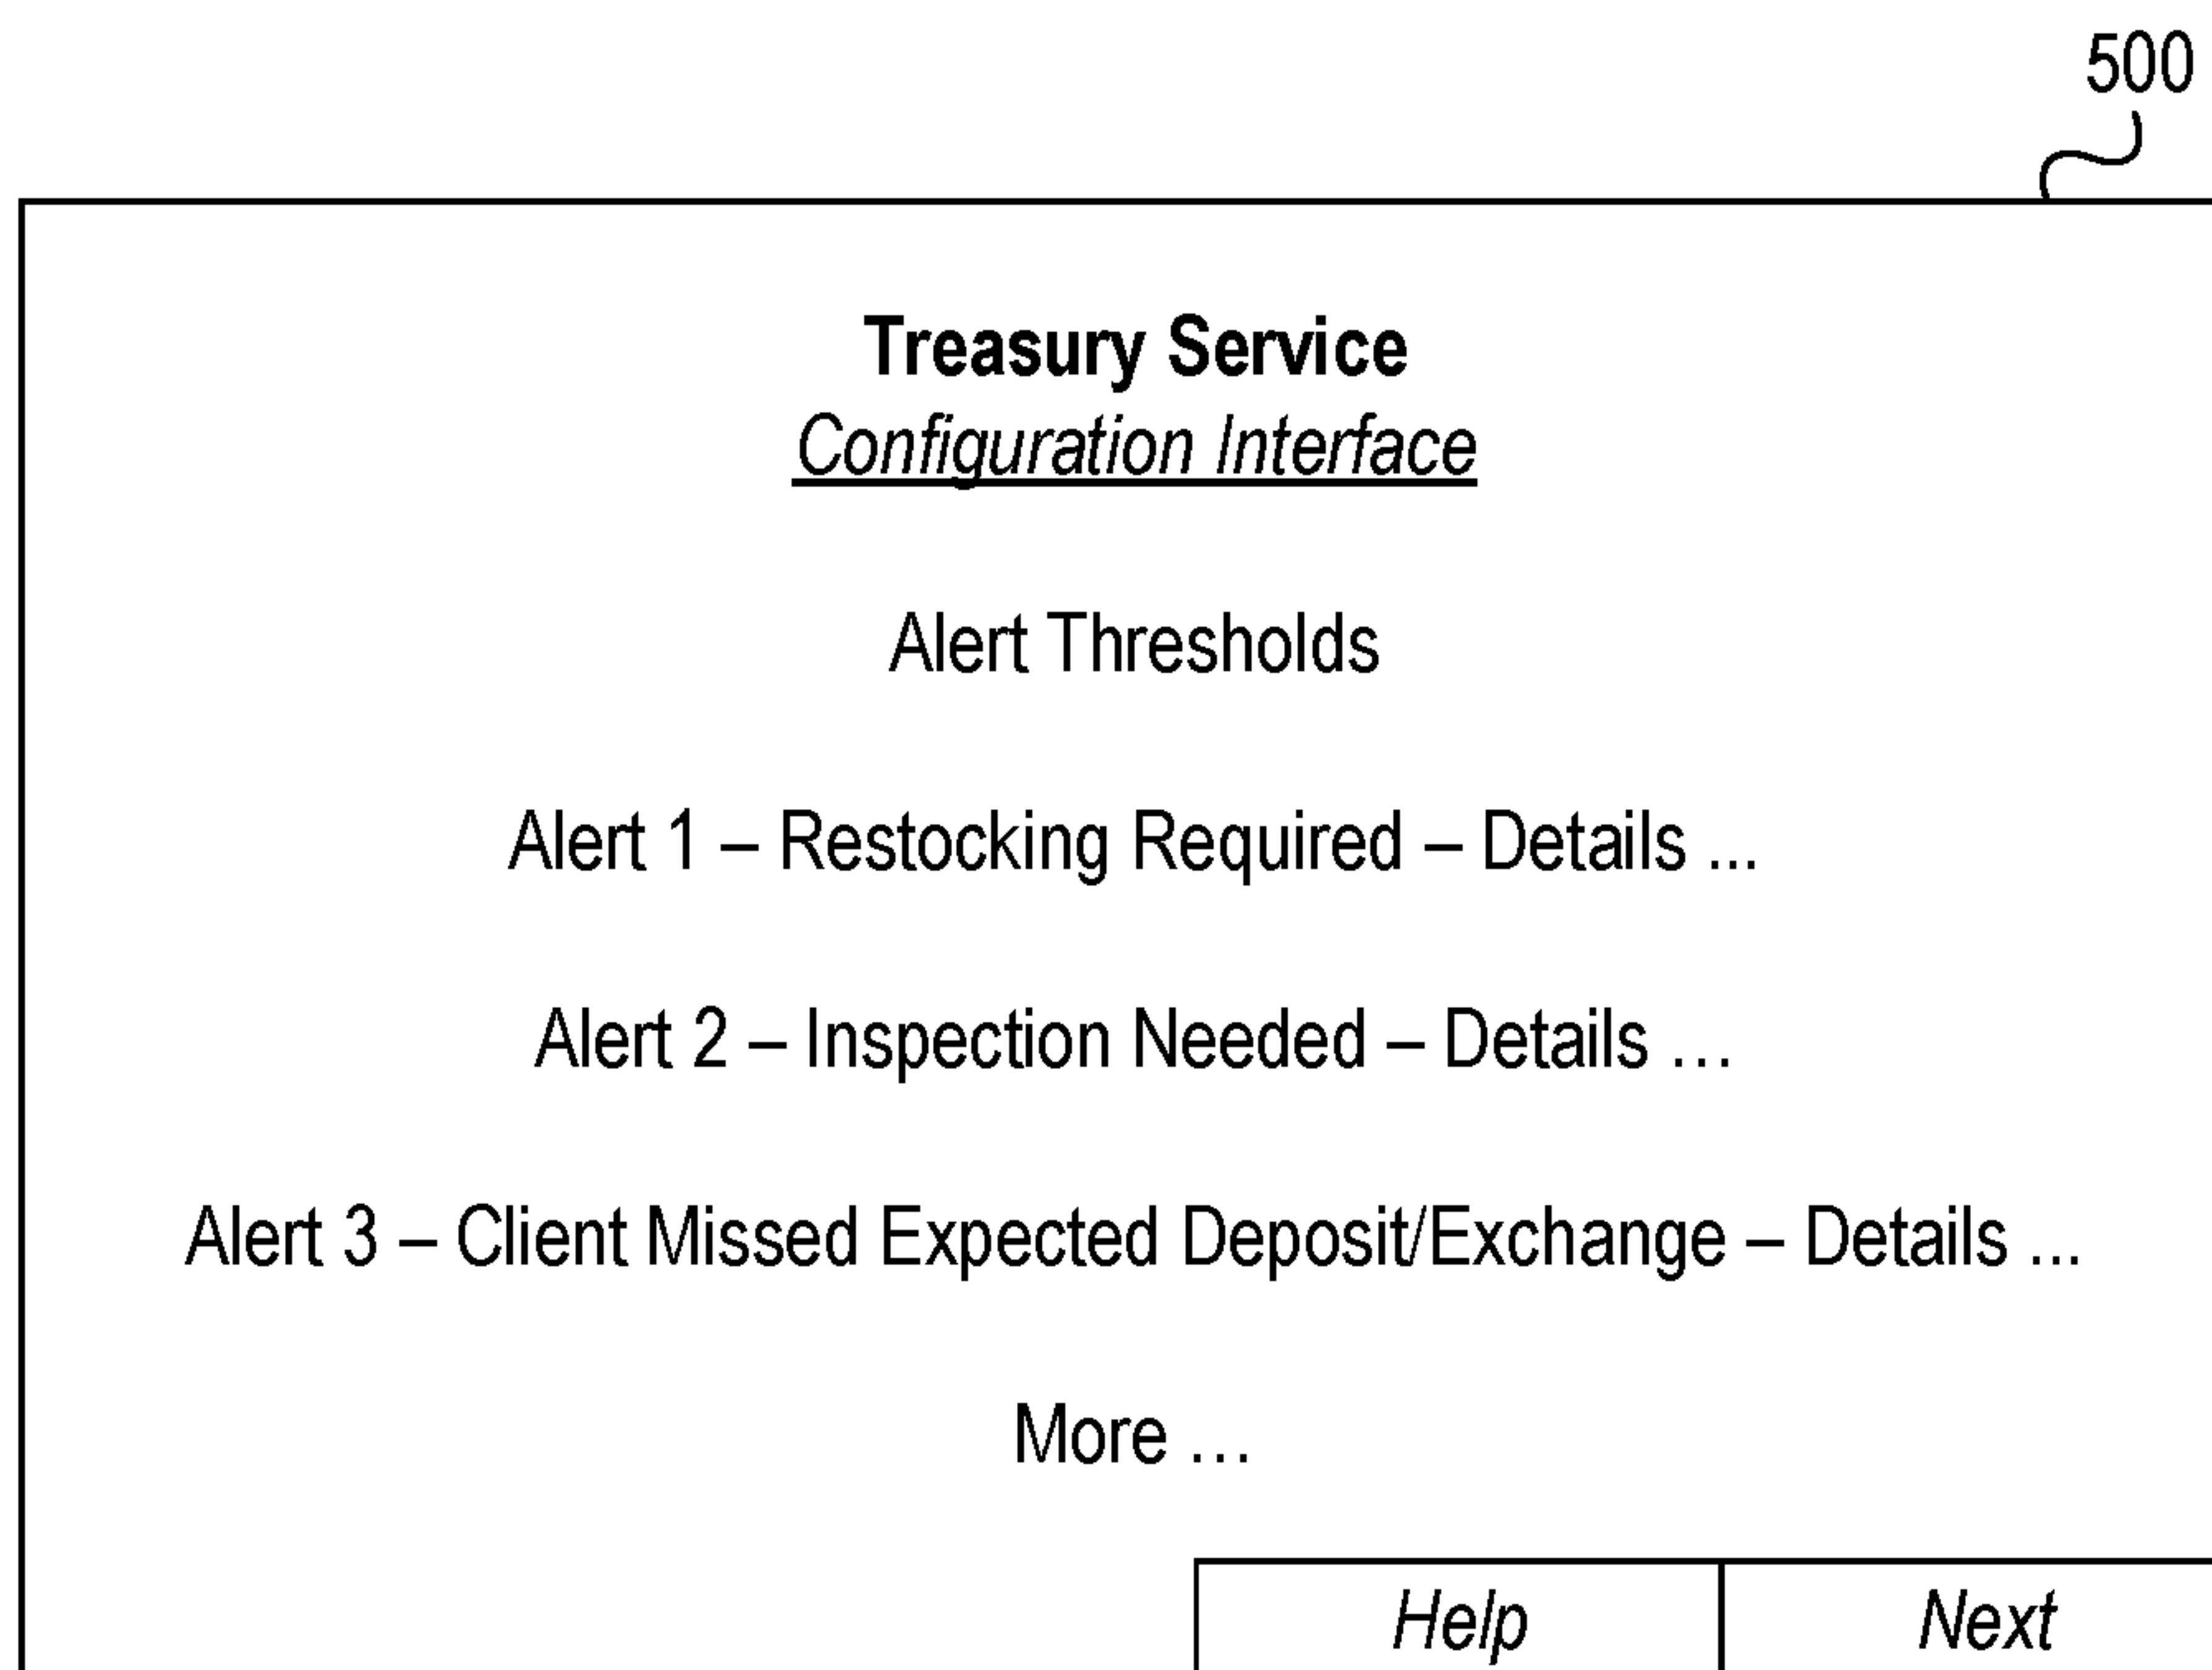 500
Treasury Service
Configuration Interface
Alert Thresholds
Alert 1 – Restocking Required – Details ...
Alert 2 – Inspection Needed – Details ...
Alert 3 – Client Missed Expected Deposit/Exchange – Details ...
More ...
Help
Next